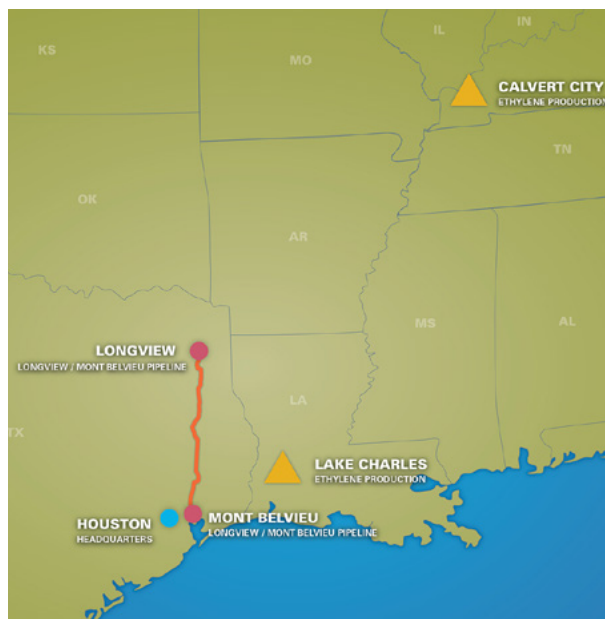 KS
MO
IL
IN
CALVERT CITY
ETHYLENE PRODUCTION
TN
OK
AR
MS
AL
LONGVIEW
LONGVIEW / MONT BELVIEU PIPELINE
LA
TX
LAKE CHARLES
ETHYLENE PRODUCTION
HOUSTON
HEADQUARTERS
MONT BELVIEU
LONGVIEW / MONT BELVIEU PIPELINE